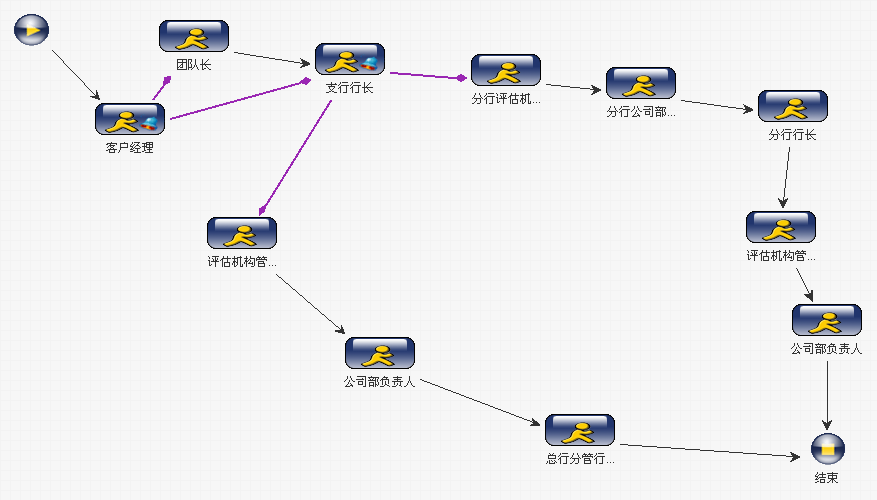 团队长
支行行长
分行评估机...
分行公司部...
分行行长
客户经理
评估机构管...
评估机构管...
公司部负责人
公司部负责人
总行分管行...
结束